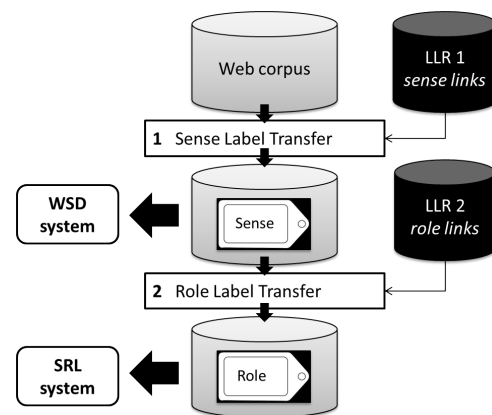 Web corpus
LLR 1
sense links
1 Sense Label Transfer
WSD
system
Sense
LLR 2
role links
2 Role Label Transfer
SRL
system
Role